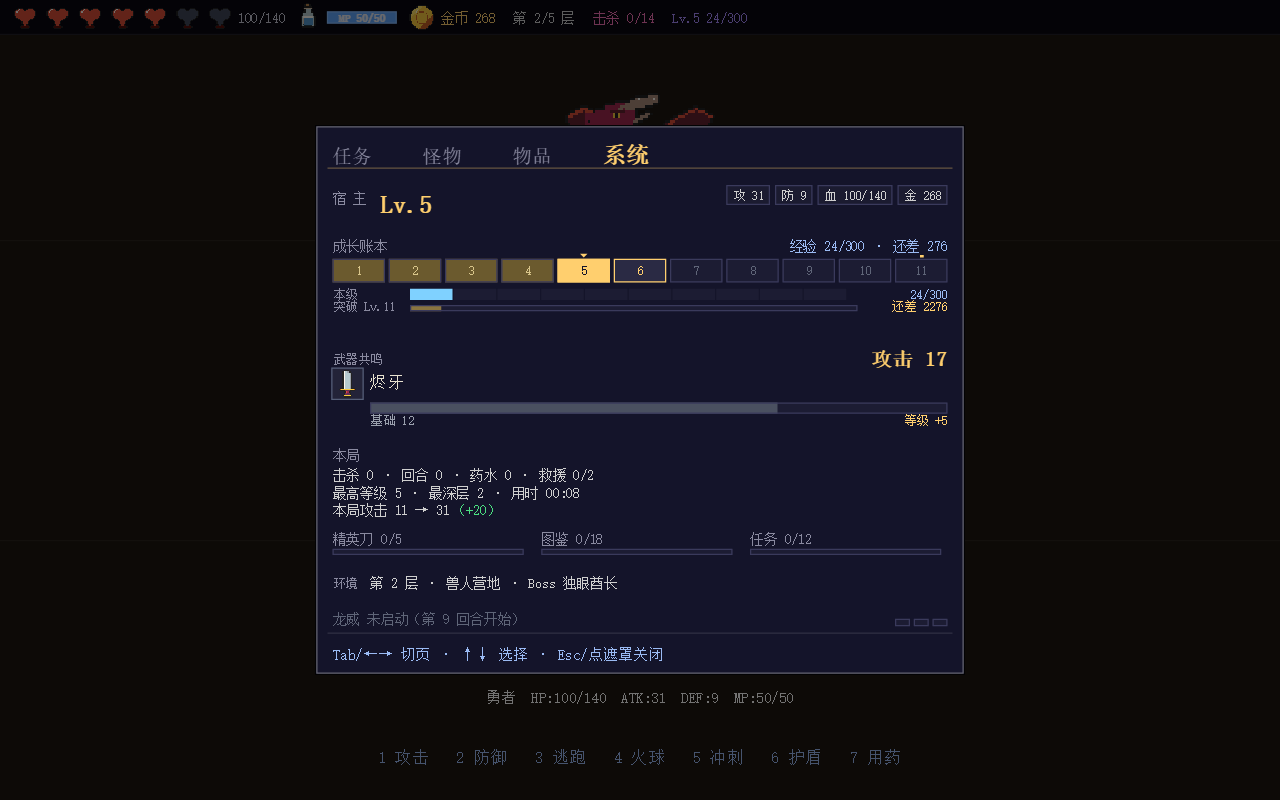 100/140 MP 50/50 金币 268 第 2/5 层 击杀 0/14 Lv.5 24/300
任务 怪物 物品 系统
宿主 Lv.5 攻 31 防 9 血 100/140 金 268
成长账本 经验 24/300 · 还差 276
1 2 3 4 5 6 7 8 9 10 11
本级 24/300
突破 Lv.11 还差 2276
武器共鸣 攻击 17
烬牙
基础 12 等级 +5
本局
击杀 0 · 回合 0 · 药水 0 · 救援 0/2
最高等级 5 · 最深层 2 · 用时 00:08
本局攻击 11 → 31 (+20)
精英刀 0/5 图鉴 0/18 任务 0/12
环境 第 2 层 · 兽人营地 · Boss 独眼酋长
龙威 未启动(第 9 回合开始)
Tab/←→ 切页 · ↑↓ 选择 · Esc/点遮罩关闭
勇者 HP:100/140 ATK:31 DEF:9 MP:50/50
1 攻击 2 防御 3 逃跑 4 火球 5 冲刺 6 护盾 7 用药